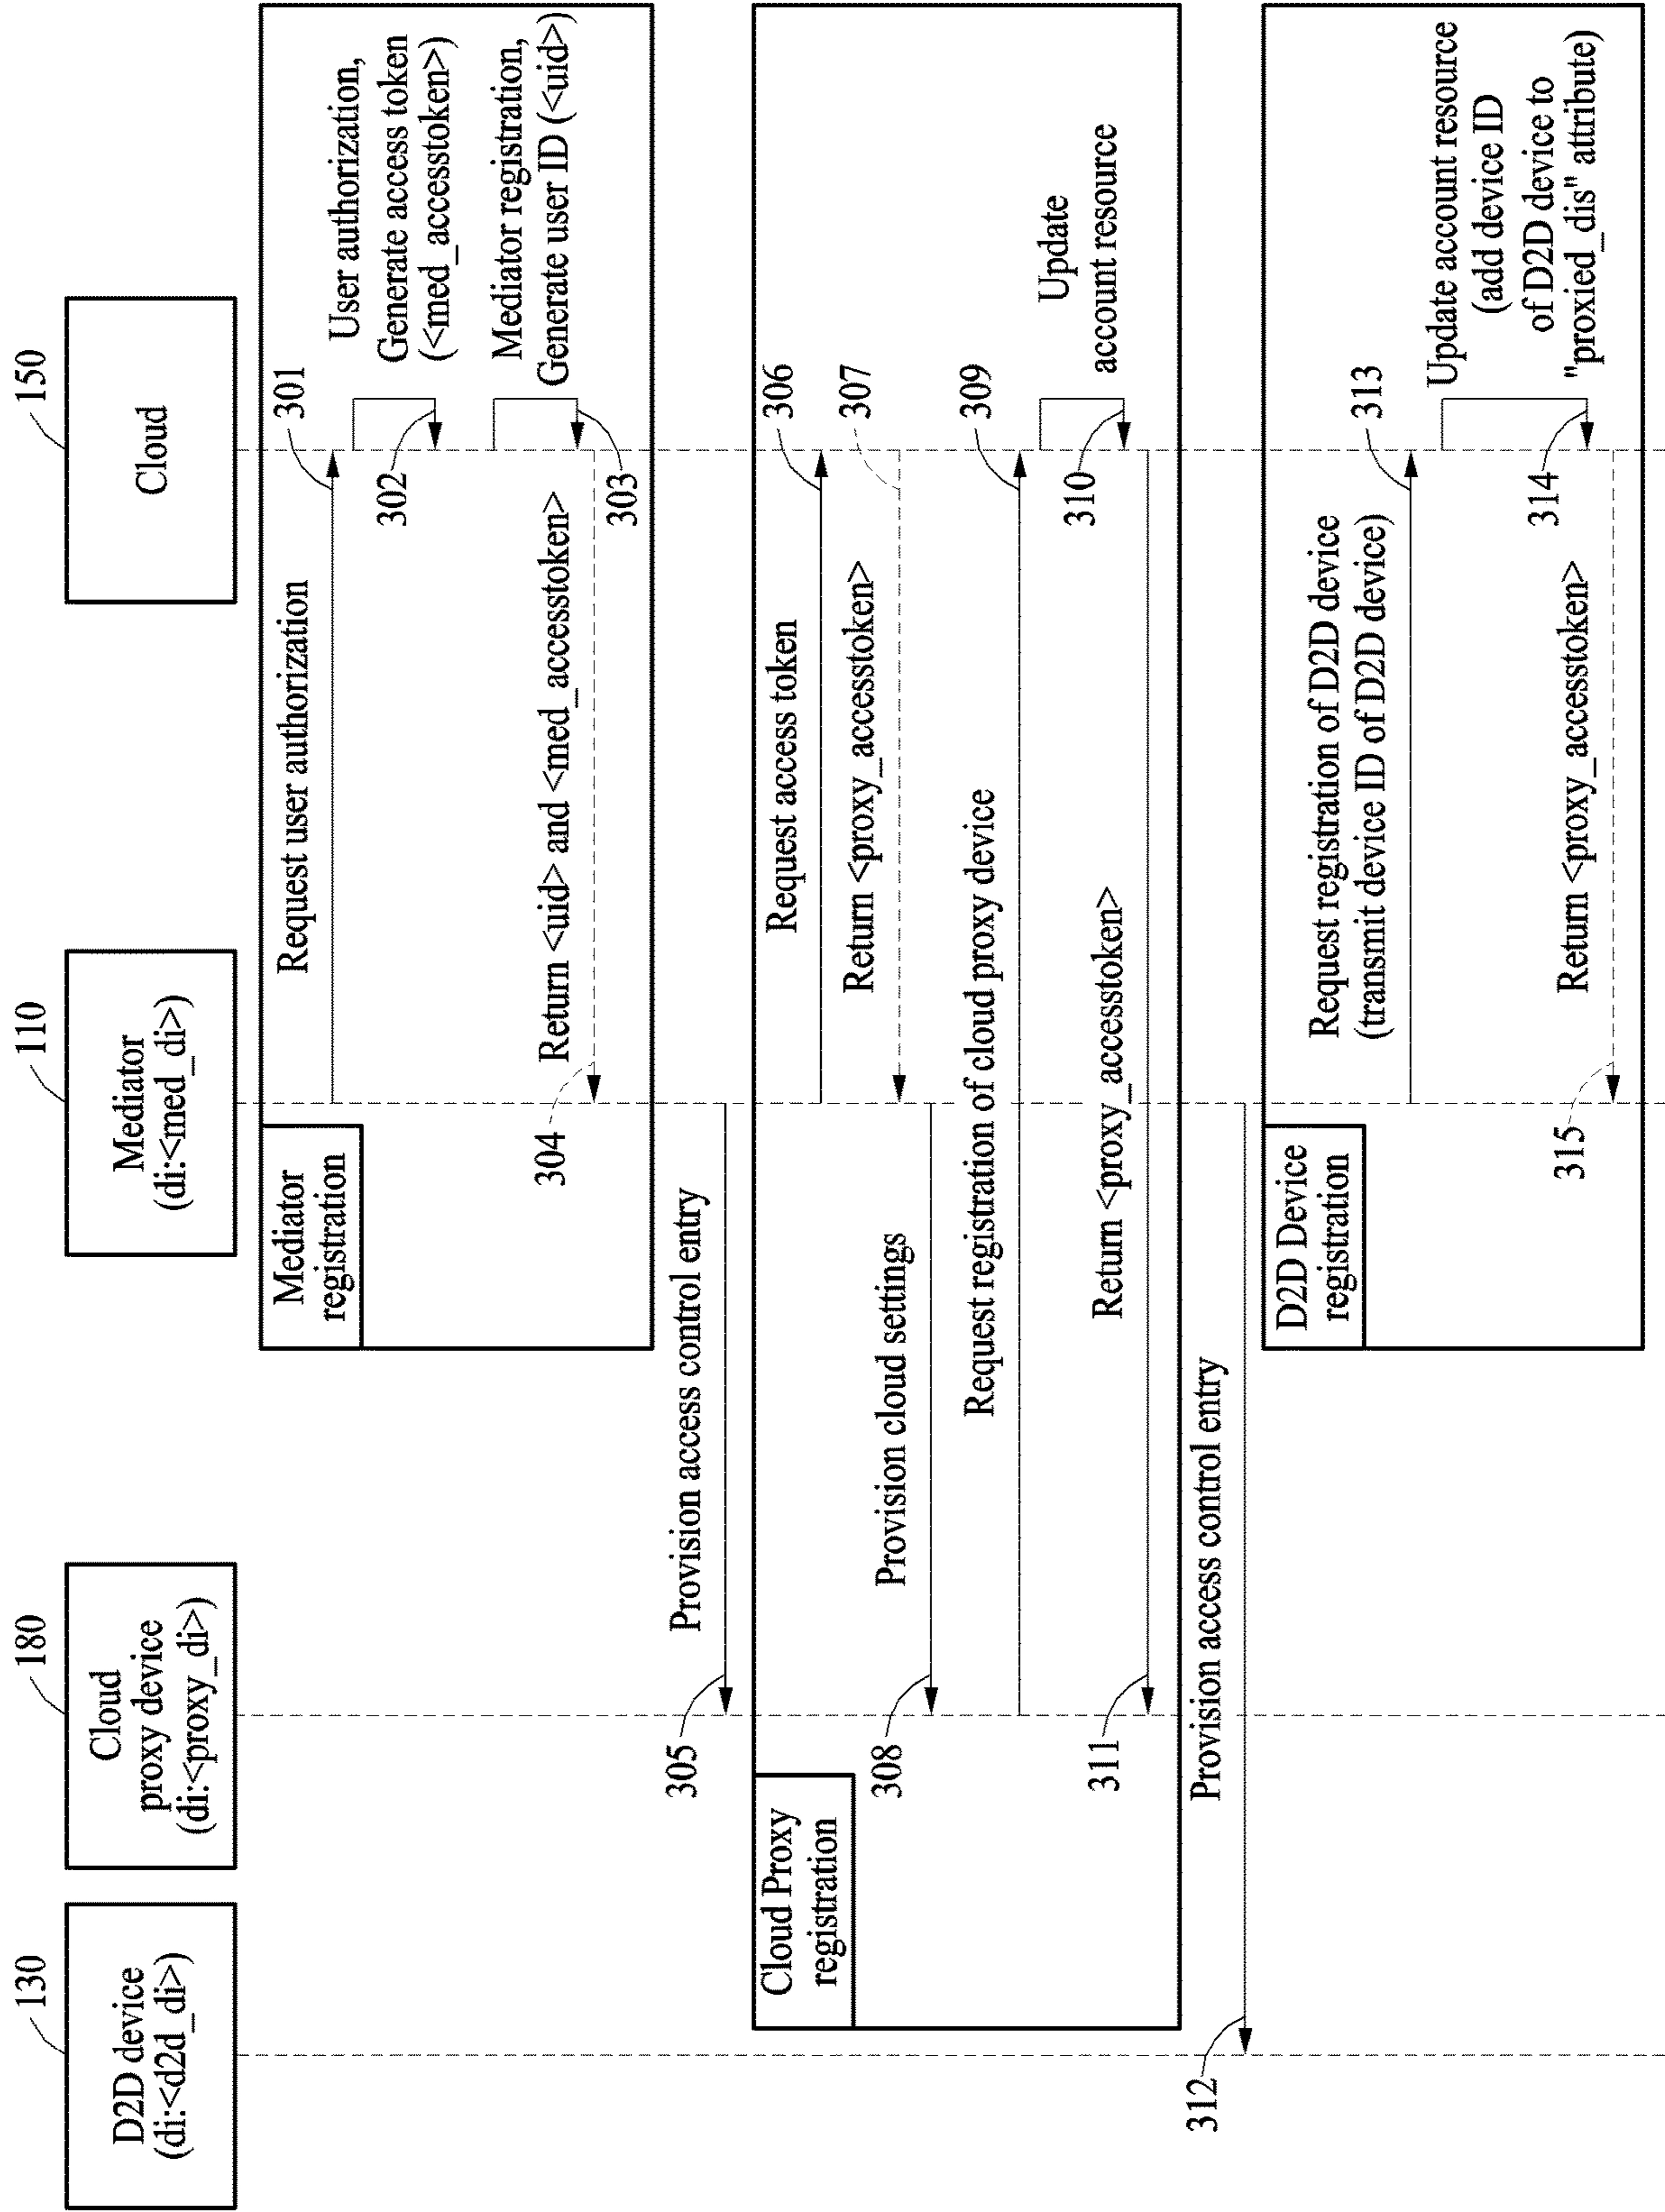 130
D2D device
(di:<d2d_di>)
180
Cloud
proxy device
(di:<proxy_di>)
110
Mediator
(di:<med_di>)
150
Cloud
Mediator
registration
Request user authorization
301
User authorization,
Generate access token
(<med_accesstoken>)
302
Mediator registration,
Generate user ID (<uid>)
303
Return <uid> and <med_accesstoken>
304
Provision access control entry
305
Cloud Proxy
registration
Request access token
306
Return <proxy_accesstoken>
307
Provision cloud settings
308
Request registration of cloud proxy device
309
Update
account resource
310
Return <proxy_accesstoken>
311
Provision access control entry
312
D2D Device
registration
Request registration of D2D device
(transmit device ID of D2D device)
313
Update account resource
(add device ID
of D2D device to
"proxied_dis" attribute)
314
Return <proxy_accesstoken>
315